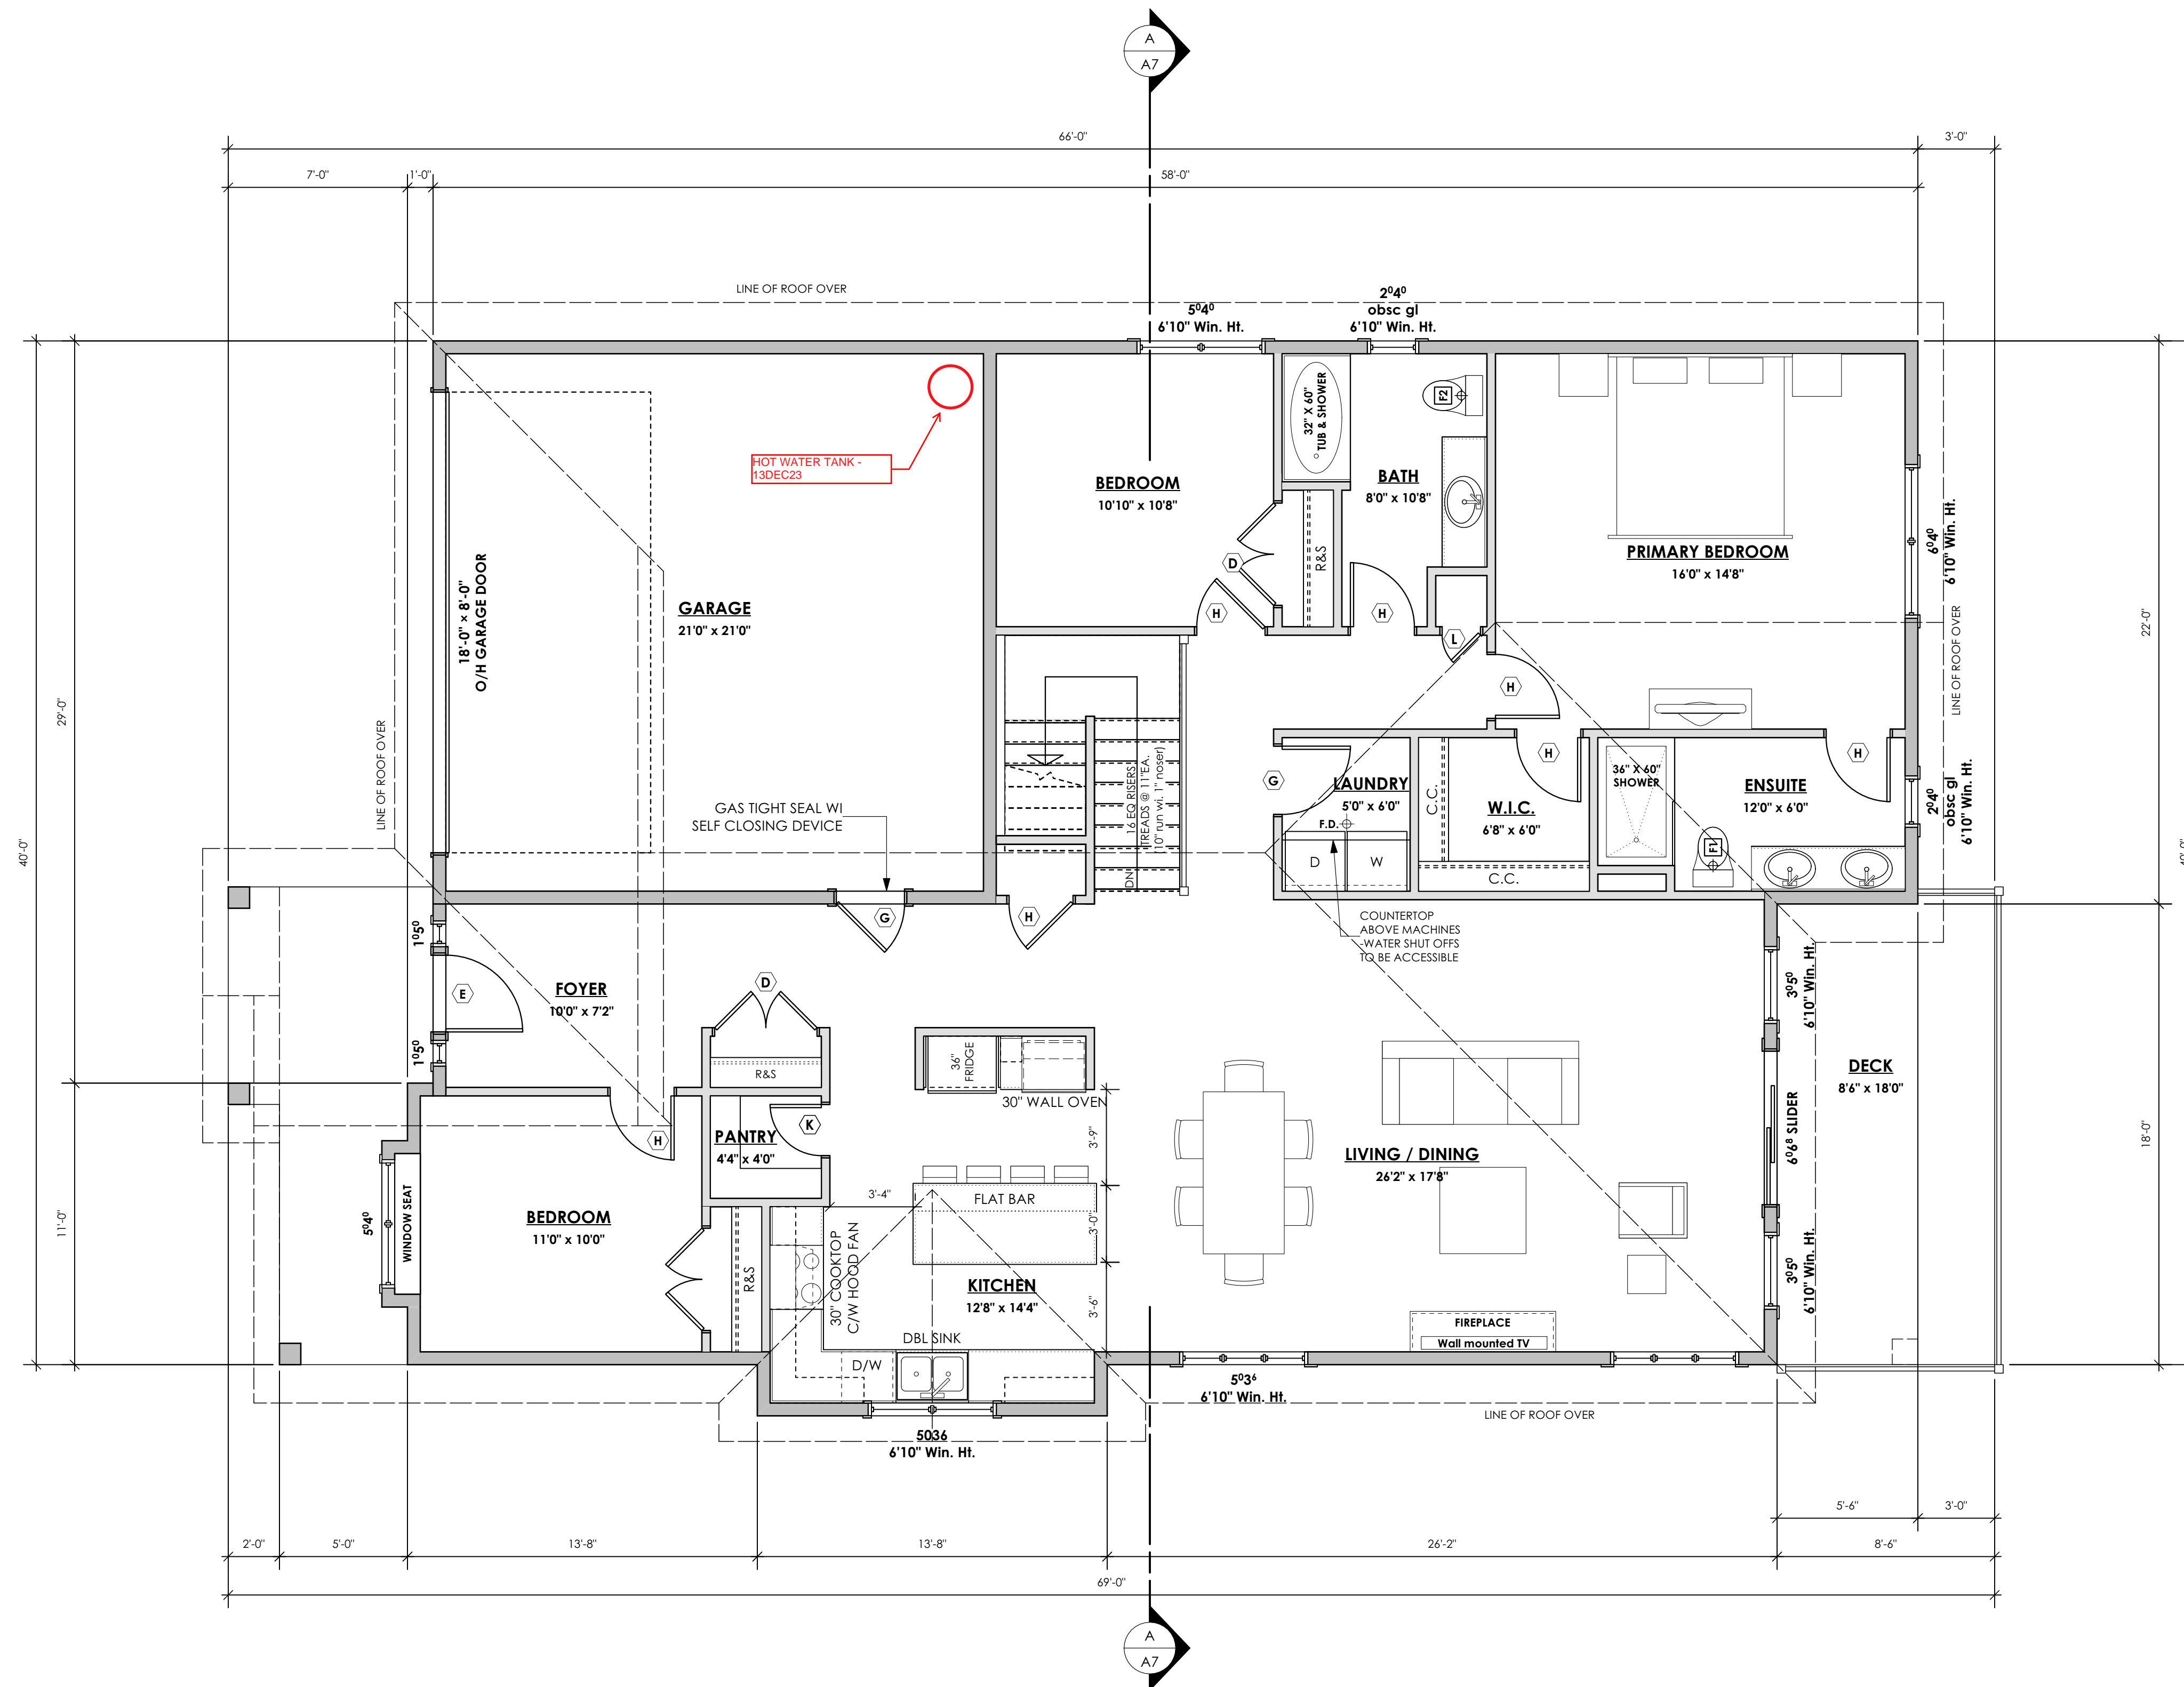 A
A7
66'-0"
3'-0"
7'-0"
1'-0"
58'-0"
LINE OF ROOF OVER
5⁰4⁰
6'10" Win. Ht.
2⁰4⁰
obsc gl
6'10" Win. Ht.
HOT WATER TANK -
13DEC23
32" X 60"
TUB & SHOWER
F2
BEDROOM
10'10" x 10'8"
BATH
8'0" x 10'8"
PRIMARY BEDROOM
16'0" x 14'8"
6⁰4⁰
6'10" Win. Ht.
D
R&S
18'-0" × 8'-0"
O/H GARAGE DOOR
GARAGE
21'0" x 21'0"
H
H
L
H
LINE OF ROOF OVER
22'-0"
29'-0"
40'-0"
LINE OF ROOF OVER
H
H
G
LAUNDRY
5'0" x 6'0"
F.D.
D
W
C.C.
W.I.C.
6'8" x 6'0"
C.C.
36" X 60"
SHOWER
ENSUITE
12'0" x 6'0"
F1
2⁰4⁰
obsc gl
6'10" Win. Ht.
40'-0"
GAS TIGHT SEAL WI
SELF CLOSING DEVICE
DN
16 EQ RISERS
TREADS @ 11"EA.
(10" run wi. 1" noser)
G
H
COUNTERTOP
ABOVE MACHINES
-WATER SHUT OFFS
TO BE ACCESSIBLE
1⁰5⁰
E
FOYER
10'0" x 7'2"
D
1⁰5⁰
R&S
36"
FRIDGE
30" WALL OVEN
3⁰5⁰
6'10" Win. Ht.
DECK
8'6" x 18'0"
6⁰6⁸ SLIDER
18'-0"
H
PANTRY
4'4" x 4'0"
K
3'-9"
LIVING / DINING
26'2" x 17'8"
11'-0"
5⁰4⁰
WINDOW SEAT
BEDROOM
11'0" x 10'0"
R&S
3'-4"
FLAT BAR
3'-0"
30" COOKTOP
C/W HOOD FAN
KITCHEN
12'8" x 14'4"
3'-6"
3⁰5⁰
6'10" Win. Ht.
DBL SINK
D/W
FIREPLACE
Wall mounted TV
5⁰3⁶
6'10" Win. Ht.
LINE OF ROOF OVER
5036
6'10" Win. Ht.
5'-6"
3'-0"
2'-0"
5'-0"
13'-8"
13'-8"
26'-2"
8'-6"
69'-0"
A
A7